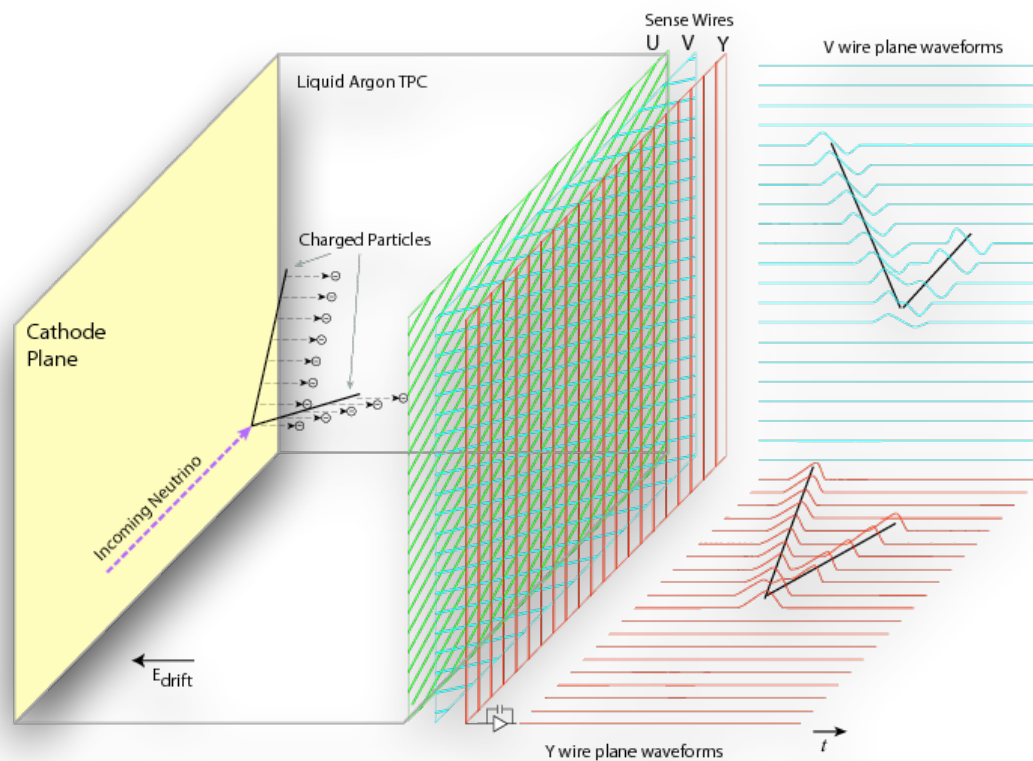 Sense Wires
U V Y
V wire plane waveforms
Liquid Argon TPC
Charged Particles
Cathode
Plane
Incoming Neutrino
Edrift
t
Y wire plane waveforms